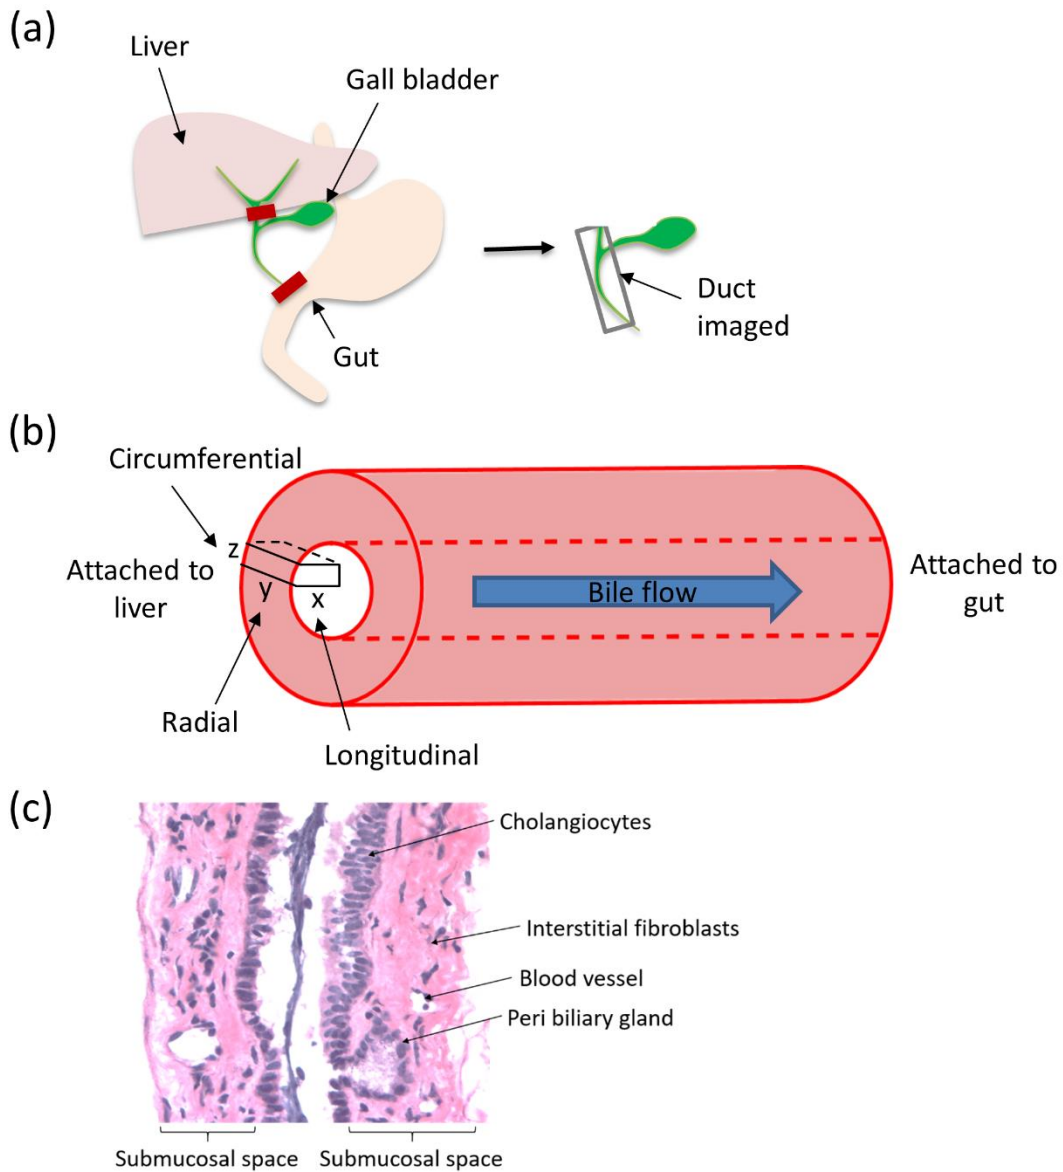 (a)
Liver
Gall bladder
Duct
imaged
Gut
(b)
Circumferential
z
Attached to
liver
y
x
Bile flow
Attached to
gut
Radial
Longitudinal
(c)
Cholangiocytes
Interstitial fibroblasts
Blood vessel
Peri biliary gland
Submucosal space
Submucosal space